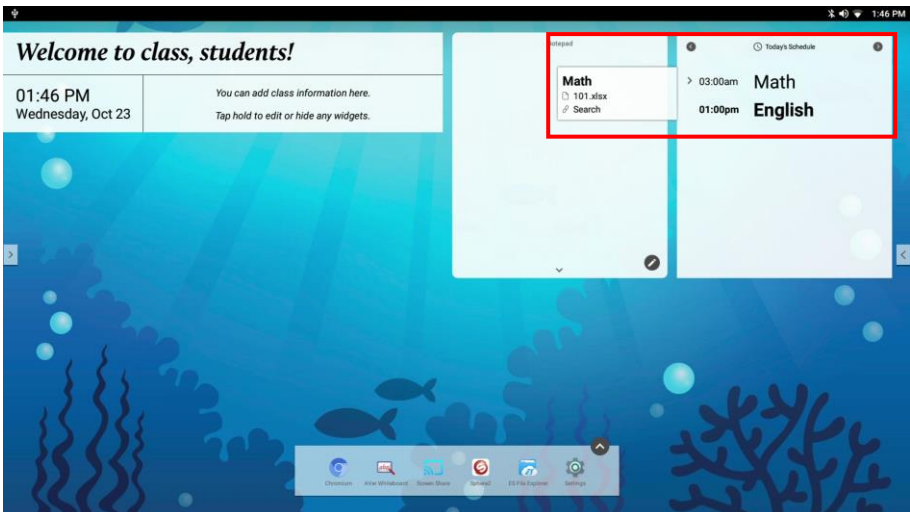 1:46 PM
Welcome to class, students!
01:46 PM
Wednesday, Oct 23
You can add class information here.
Tap hold to edit or hide any widgets.
Math
101.xlsx
Search
Today's Schedule
03:00am Math
01:00pm English
Chromium
Screen Share
ES File Explorer
Settings